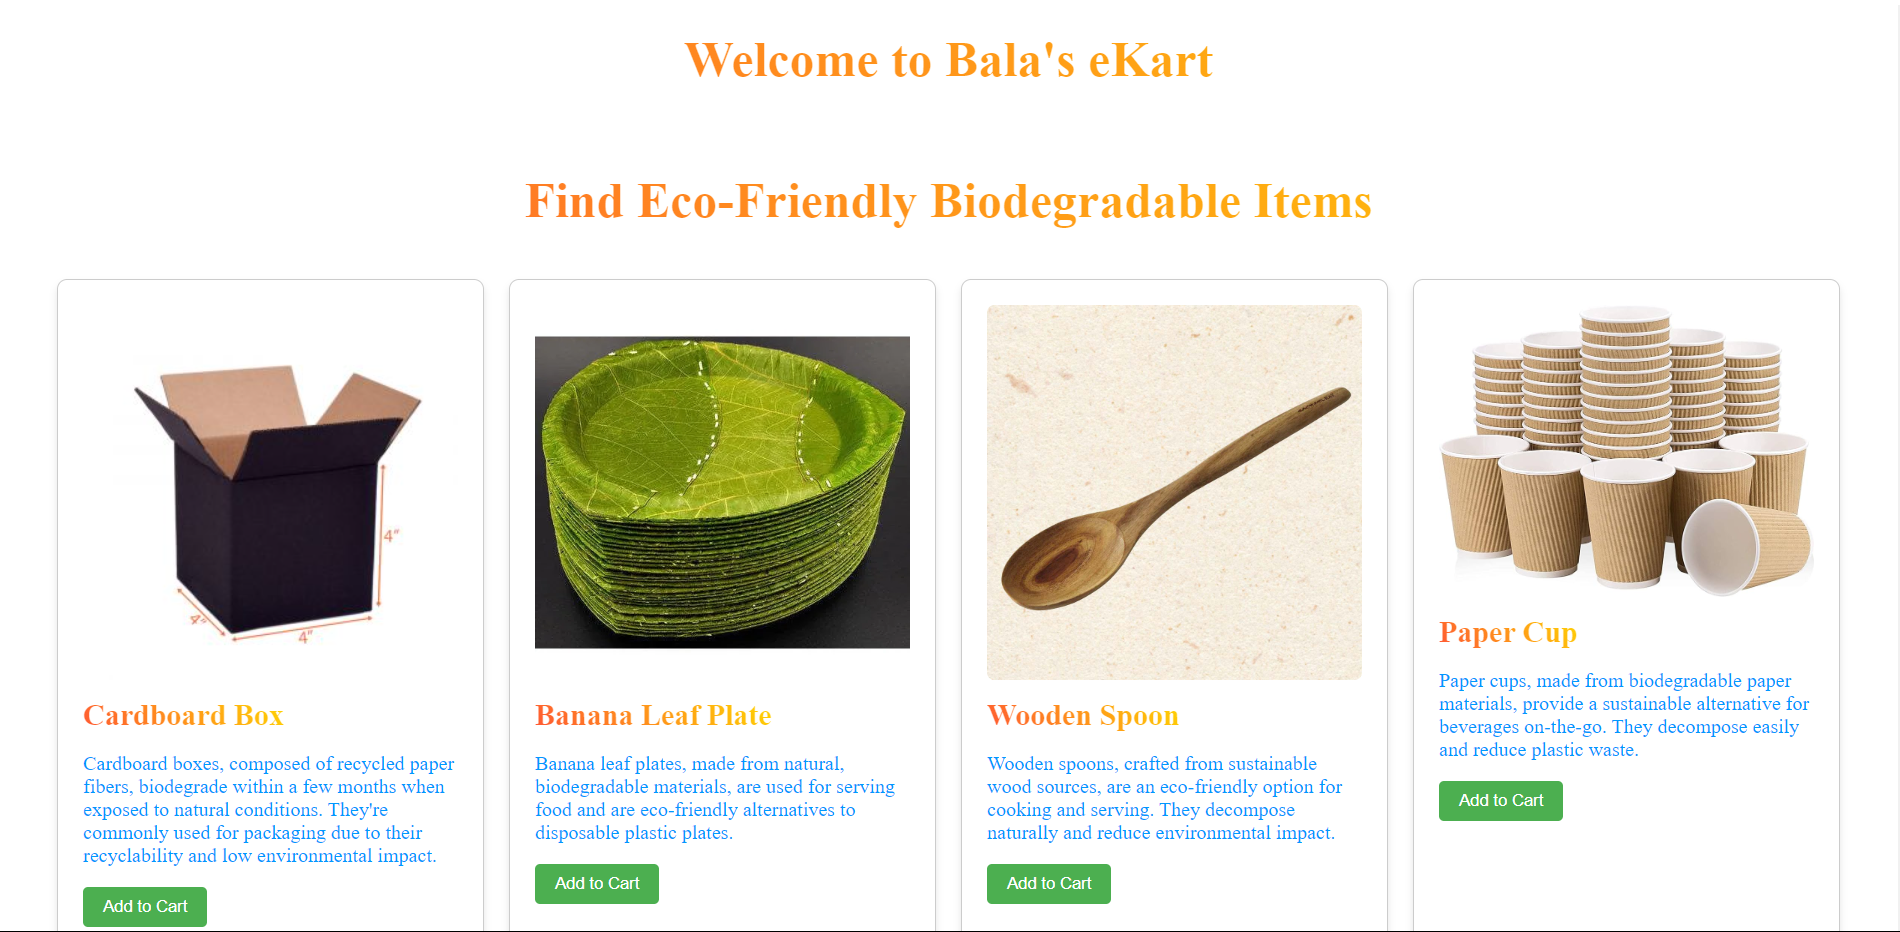 Welcome to Bala's eKart
Find Eco-Friendly Biodegradable Items
4"
4"
4"
Cardboard Box
Cardboard boxes, composed of recycled paper
fibers, biodegrade within a few months when
exposed to natural conditions. They're
commonly used for packaging due to their
recyclability and low environmental impact.
Add to Cart
Banana Leaf Plate
Banana leaf plates, made from natural,
biodegradable materials, are used for serving
food and are eco-friendly alternatives to
disposable plastic plates.
Add to Cart
Wooden Spoon
Wooden spoons, crafted from sustainable
wood sources, are an eco-friendly option for
cooking and serving. They decompose
naturally and reduce environmental impact.
Add to Cart
Paper Cup
Paper cups, made from biodegradable paper
materials, provide a sustainable alternative for
beverages on-the-go. They decompose easily
and reduce plastic waste.
Add to Cart